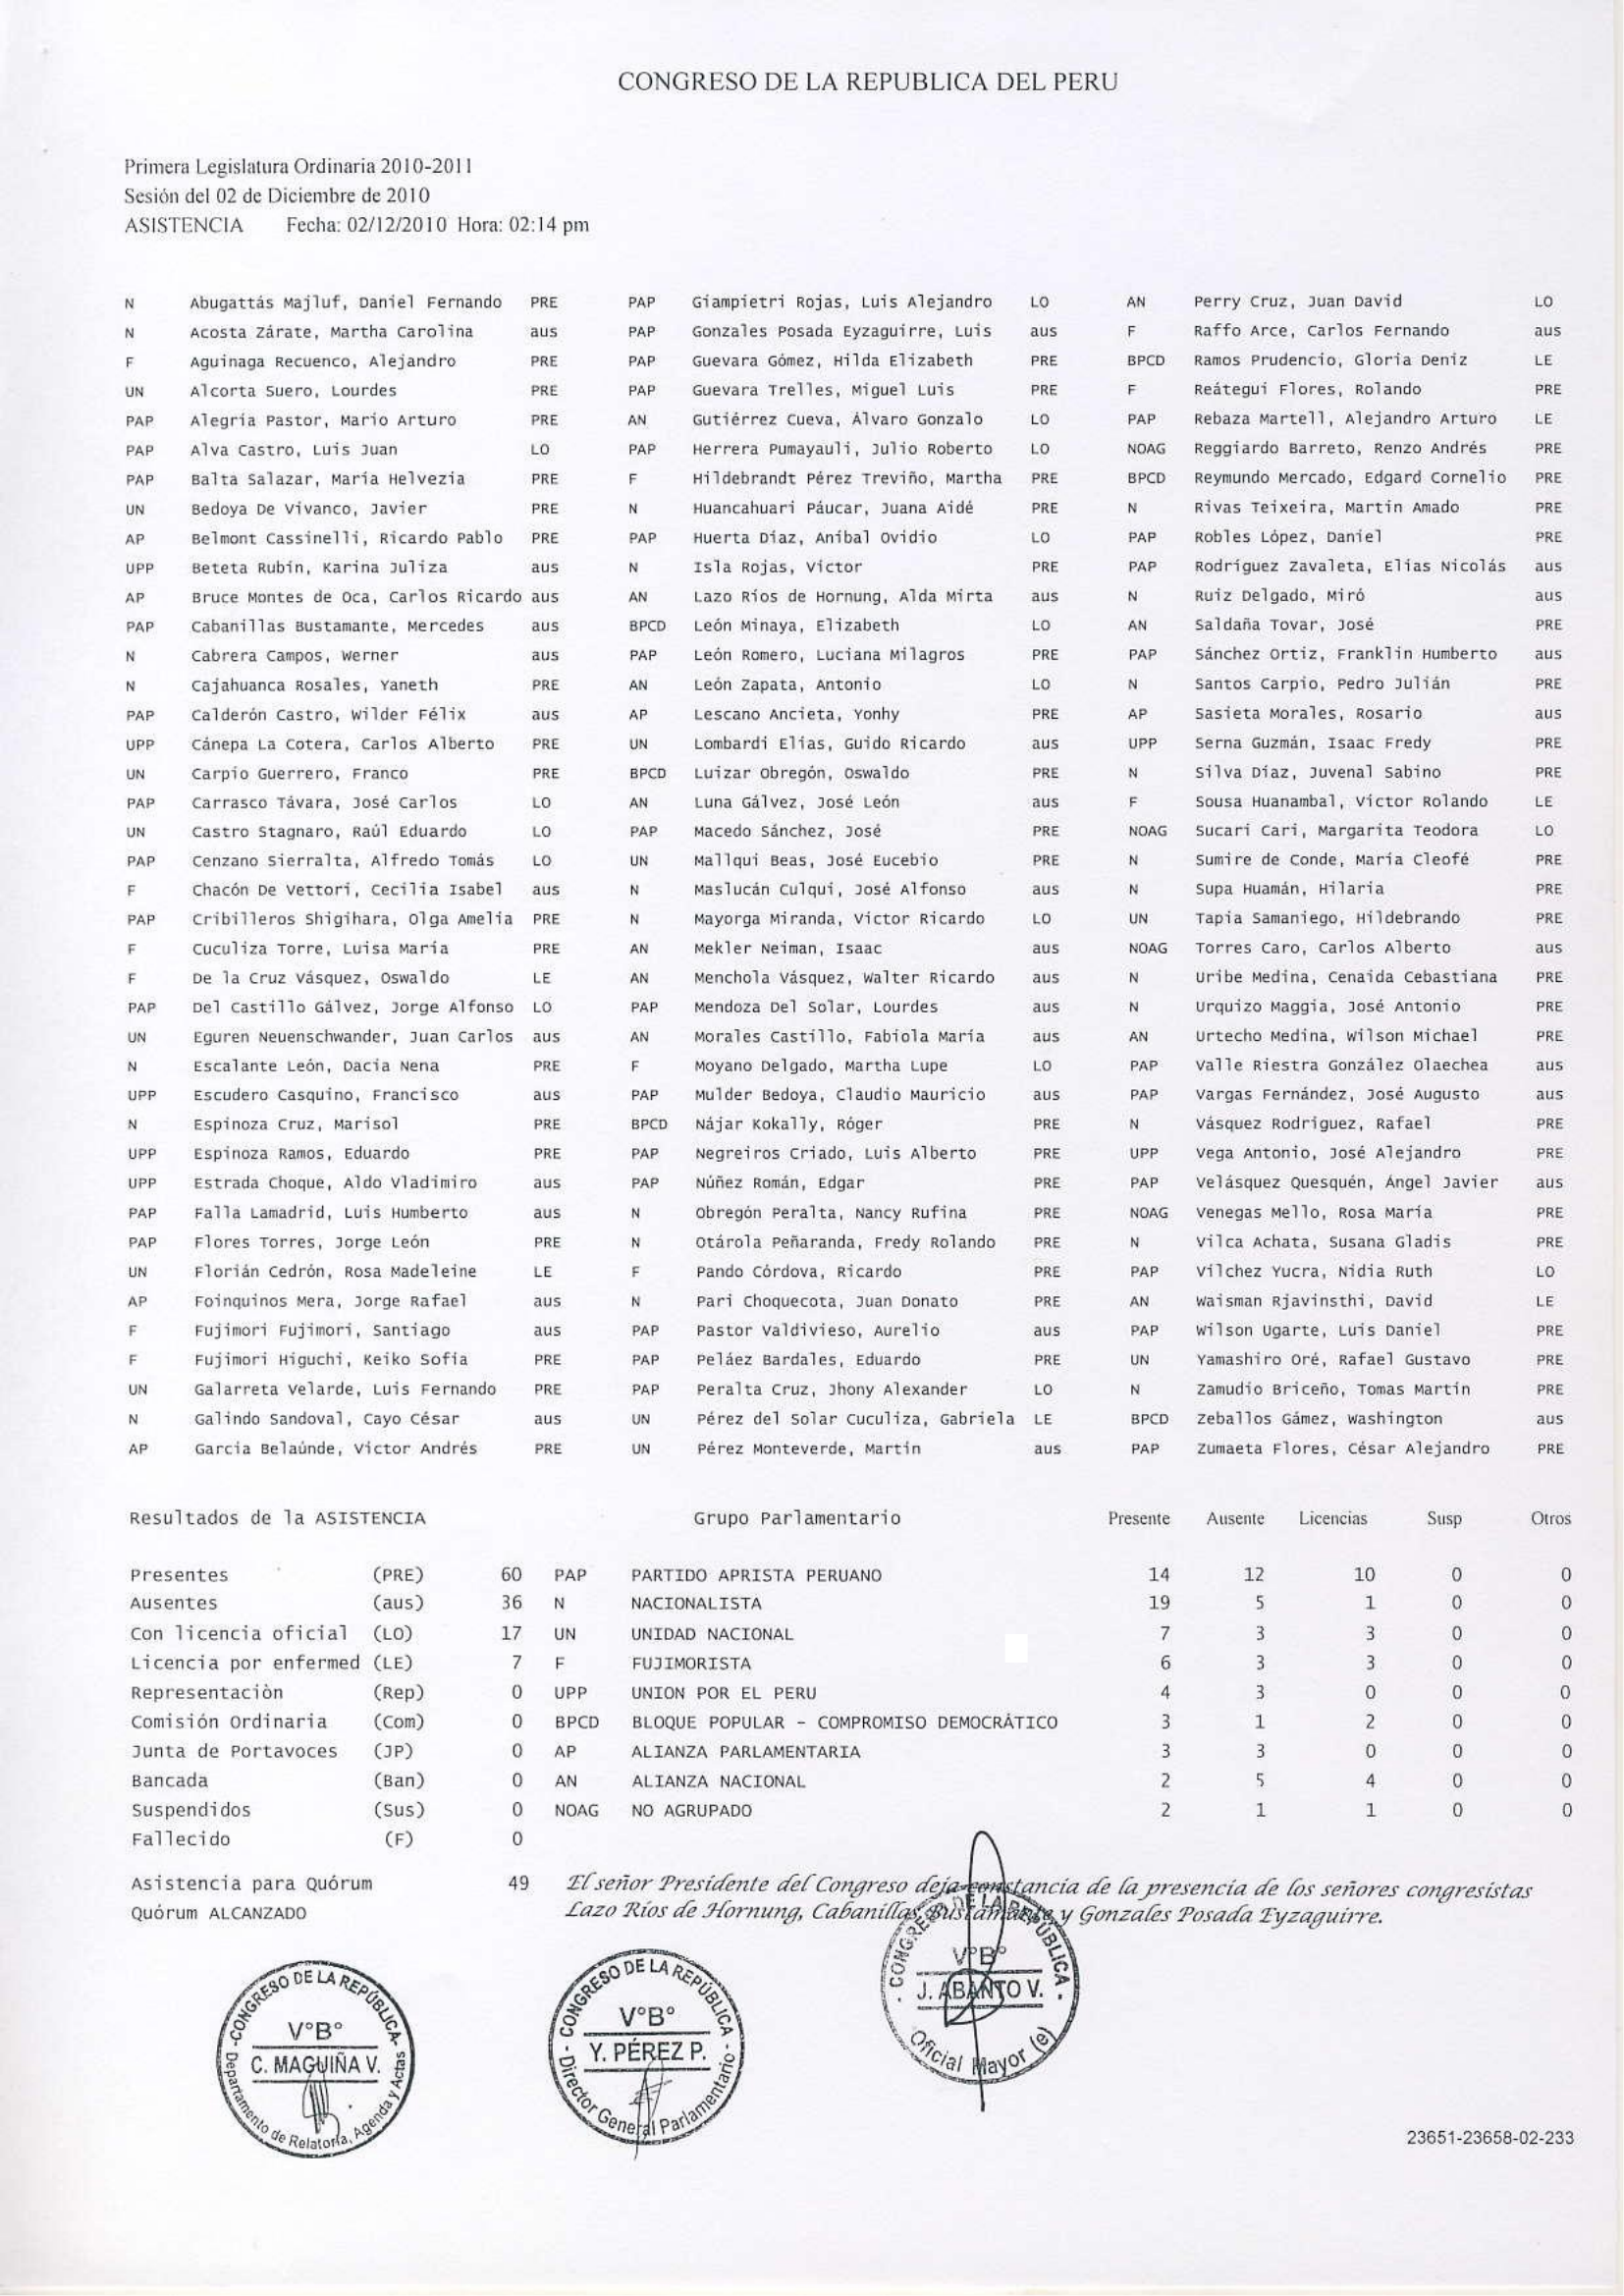 CONGRESO DE LA REPUBLICA DEL PERU
Primera Legislatura Ordinaria 2010-2011
Sesión del 02 de Diciembre de 2010
ASISTENCIA Fecha: 02/12/2010 Hora: 02:14 pm
N Abugattás Majluf, Daniel Fernando PRE PAP Giampietri Rojas, Luis Alejandro LO AN Perry Cruz, Juan David LO
N Acosta Zárate, Martha Carolina aus PAP Gonzales Posada Eyzaguirre, Luis aus F Raffo Arce, Carlos Fernando aus
F Aguinaga Recuenco, Alejandro PRE PAP Guevara Gómez, Hilda Elizabeth PRE BPCD Ramos Prudencio, Gloria Deniz LE
UN Alcorta Suero, Lourdes PRE PAP Guevara Trelles, Miguel Luis PRE F Reátegui Flores, Rolando PRE
PAP Alegría Pastor, Mario Arturo PRE AN Gutiérrez Cueva, Álvaro Gonzalo LO PAP Rebaza Martell, Alejandro Arturo LE
PAP Alva Castro, Luis Juan LO PAP Herrera Pumayauli, Julio Roberto LO NOAG Reggiardo Barreto, Renzo Andrés PRE
PAP Balta Salazar, María Helvezia PRE F Hildebrandt Pérez Treviño, Martha PRE BPCD Reymundo Mercado, Edgard Cornelio PRE
UN Bedoya De Vivanco, Javier PRE N Huancahuari Páucar, Juana Aidé PRE N Rivas Teixeira, Martín Amado PRE
AP Belmont Cassinelli, Ricardo Pablo PRE PAP Huerta Díaz, Aníbal Ovidio LO PAP Robles López, Daniel PRE
UPP Beteta Rubín, Karina Juliza aus N Isla Rojas, Víctor PRE PAP Rodríguez Zavaleta, Elías Nicolás aus
AP Bruce Montes de Oca, Carlos Ricardo aus AN Lazo Ríos de Hornung, Alda Mirta aus N Ruiz Delgado, Miró aus
PAP Cabanillas Bustamante, Mercedes aus BPCD León Minaya, Elizabeth LO AN Saldaña Tovar, José PRE
N Cabrera Campos, Werner aus PAP León Romero, Luciana Milagros PRE PAP Sánchez Ortiz, Franklin Humberto aus
N Cajahuanca Rosales, Yaneth PRE AN León Zapata, Antonio LO N Santos Carpio, Pedro Julián PRE
PAP Calderón Castro, Wilder Félix aus AP Lescano Ancieta, Yonhy PRE AP Sasieta Morales, Rosario aus
UPP Cánepa La Cotera, Carlos Alberto PRE UN Lombardi Elías, Guido Ricardo aus UPP Serna Guzmán, Isaac Fredy PRE
UN Carpio Guerrero, Franco PRE BPCD Luizar Obregón, Oswaldo PRE N Silva Díaz, Juvenal Sabino PRE
PAP Carrasco Távara, José Carlos LO AN Luna Gálvez, José León aus F Sousa Huanambal, Víctor Rolando LE
UN Castro Stagnaro, Raúl Eduardo LO PAP Macedo Sánchez, José PRE NOAG Sucari Cari, Margarita Teodora LO
PAP Cenzano Sierralta, Alfredo Tomás LO UN Mallqui Beas, José Eucebio PRE N Sumire de Conde, María Cleofé PRE
F Chacón De Vettori, Cecilia Isabel aus N Maslucán Culqui, José Alfonso aus N Supa Huamán, Hilaria PRE
PAP Cribilleros Shigihara, Olga Amelia PRE N Mayorga Miranda, Víctor Ricardo LO UN Tapia Samaniego, Hildebrando PRE
F Cuculiza Torre, Luisa María PRE AN Mekler Neiman, Isaac aus NOAG Torres Caro, Carlos Alberto aus
F De la Cruz Vásquez, Oswaldo LE AN Menchola Vásquez, Walter Ricardo aus N Uribe Medina, Cenaida Cebastiana PRE
PAP Del Castillo Gálvez, Jorge Alfonso LO PAP Mendoza Del Solar, Lourdes aus N Urquizo Maggia, José Antonio PRE
UN Eguren Neuenschwander, Juan Carlos aus AN Morales Castillo, Fabiola María aus AN Urtecho Medina, Wilson Michael PRE
N Escalante León, Dacia Nena PRE F Moyano Delgado, Martha Lupe LO PAP Valle Riestra González Olaechea aus
UPP Escudero Casquino, Francisco aus PAP Mulder Bedoya, Claudio Mauricio aus PAP Vargas Fernández, José Augusto aus
N Espinoza Cruz, Marisol PRE BPCD Nájar Kokally, Róger PRE N Vásquez Rodríguez, Rafael PRE
UPP Espinoza Ramos, Eduardo PRE PAP Negreiros Criado, Luis Alberto PRE UPP Vega Antonio, José Alejandro PRE
UPP Estrada Choque, Aldo Vladimiro aus PAP Núñez Román, Edgar PRE PAP Velásquez Quesquén, Ángel Javier aus
PAP Falla Lamadrid, Luis Humberto aus N Obregón Peralta, Nancy Rufina PRE NOAG Venegas Mello, Rosa María PRE
PAP Flores Torres, Jorge León PRE N Otárola Peñaranda, Fredy Rolando PRE N Vilca Achata, Susana Gladis PRE
UN Florián Cedrón, Rosa Madeleine LE F Pando Córdova, Ricardo PRE PAP Vilchez Yucra, Nidia Ruth LO
AP Foinquinos Mera, Jorge Rafael aus N Pari Choquecota, Juan Donato PRE AN Waisman Rjavinsthi, David LE
F Fujimori Fujimori, Santiago aus PAP Pastor Valdivieso, Aurelio aus PAP Wilson Ugarte, Luis Daniel PRE
F Fujimori Higuchi, Keiko Sofía PRE PAP Peláez Bardales, Eduardo PRE UN Yamashiro Oré, Rafael Gustavo PRE
UN Galarreta Velarde, Luis Fernando PRE PAP Peralta Cruz, Jhony Alexander LO N Zamudio Briceño, Tomas Martín PRE
N Galindo Sandoval, Cayo César aus UN Pérez del Solar Cuculiza, Gabriela LE BPCD Zeballos Gámez, Washington aus
AP García Belaúnde, Víctor Andrés PRE UN Pérez Monteverde, Martín aus PAP Zumaeta Flores, César Alejandro PRE
Resultados de la ASISTENCIA Grupo Parlamentario Presente Ausente Licencias Susp Otros
Presentes (PRE) 60 PAP PARTIDO APRISTA PERUANO 14 12 10 0 0
Ausentes (aus) 36 N NACIONALISTA 19 5 1 0 0
Con licencia oficial (LO) 17 UN UNIDAD NACIONAL 7 3 3 0 0
Licencia por enfermed (LE) 7 F FUJIMORISTA 6 3 3 0 0
Representaciòn (Rep) 0 UPP UNION POR EL PERU 4 3 0 0 0
Comisión Ordinaria (Com) 0 BPCD BLOQUE POPULAR - COMPROMISO DEMOCRÁTICO 3 1 2 0 0
Junta de Portavoces (JP) 0 AP ALIANZA PARLAMENTARIA 3 3 0 0 0
Bancada (Ban) 0 AN ALIANZA NACIONAL 2 5 4 0 0
Suspendidos (Sus) 0 NOAG NO AGRUPADO 2 1 1 0 0
Fallecido (F) 0
Asistencia para Quórum 49 El señor Presidente del Congreso deja constancia de la presencia de los señores congresistas
Quórum ALCANZADO Lazo Ríos de Hornung, Cabanillas Bustamante y Gonzales Posada Eyzaguirre.
-CONGRESO DE LA REPÚBLICA-
V°B°
C. MAGUIÑA V.
Departamento de Relatoría, Agenda y Actas
- CONGRESO DE LA REPÚBLICA -
V°B°
Y. PÉREZ P.
Director General Parlamentario
- CONGRESO DE LA REPÚBLICA -
V°B°
J. ABANTO V.
Oficial Mayor (e)
23651-23658-02-233